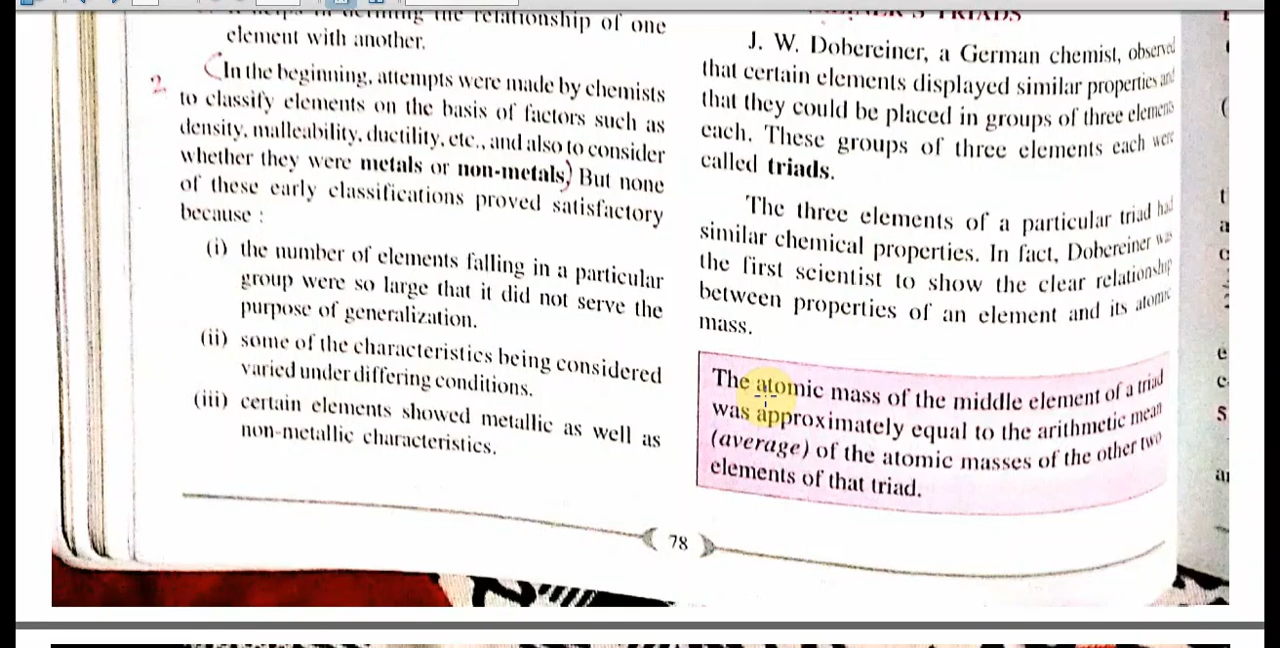 it helps in defining the relationship of one
element with another.
2
(In the beginning, attempts were made by chemists
to classify elements on the basis of factors such as
density, malleability, ductility, etc., and also to consider
whether they were metals or non-metals.) But none
of these early classifications proved satisfactory
because :
(i) the number of elements falling in a particular
group were so large that it did not serve the
purpose of generalization.
(ii) some of the characteristics being considered
varied under differing conditions.
(iii) certain elements showed metallic as well as
non-metallic characteristics.
TRIADS
J. W. Dobereiner, a German chemist, observed
that certain elements displayed similar properties and
that they could be placed in groups of three elements
each. These groups of three elements each were
called triads.
The three elements of a particular triad had
similar chemical properties. In fact, Dobereiner was
the first scientist to show the clear relationship
between properties of an element and its atomic
mass.
The atomic mass of the middle element of a triad
was approximately equal to the arithmetic mean
(average) of the atomic masses of the other two
elements of that triad.
78